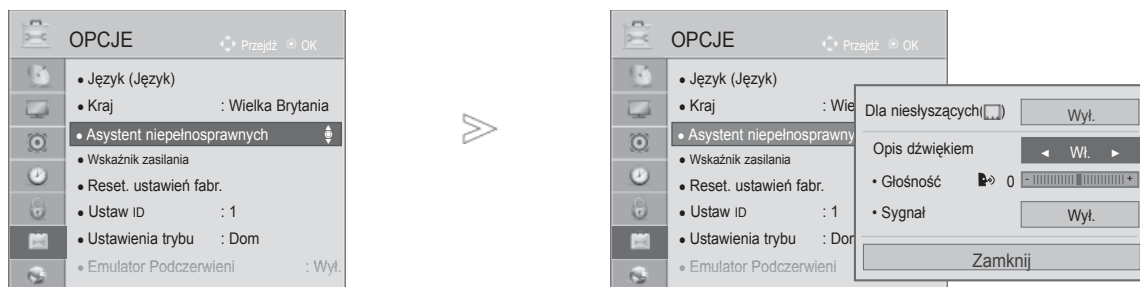 OPCJE Przejdź OK
• Język (Język)
• Kraj : Wielka Brytania
• Asystent niepełnosprawnych
• Wskaźnik zasilania
• Reset. ustawień fabr.
• Ustaw ID : 1
• Ustawienia trybu : Dom
• Emulator Podczerwieni : Wył.
>
OPCJE Przejdź OK
• Język (Język)
• Kraj : Wie
• Asystent niepełnosprawny
• Wskaźnik zasilania
• Reset. ustawień fabr.
• Ustaw ID : 1
• Ustawienia trybu : Dor
• Emulator Podczerwieni
Dla niesłyszących( ) Wył.
Opis dźwiękiem ◄ Wł. ►
• Głośność 0 - +
• Sygnał Wył.
Zamknij